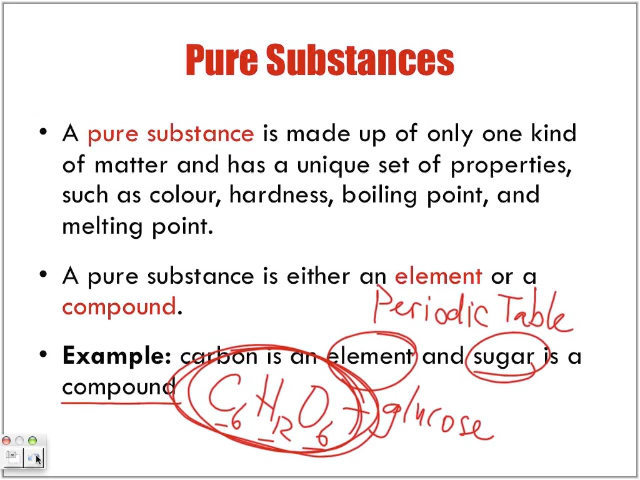 Pure Substances
• A pure substance is made up of only one kind
of matter and has a unique set of properties,
such as colour, hardness, boiling point, and
melting point.
• A pure substance is either an element or a
compound.
Periodic Table
• Example: carbon is an element and sugar is a
compound
C6H12O6 - glucose